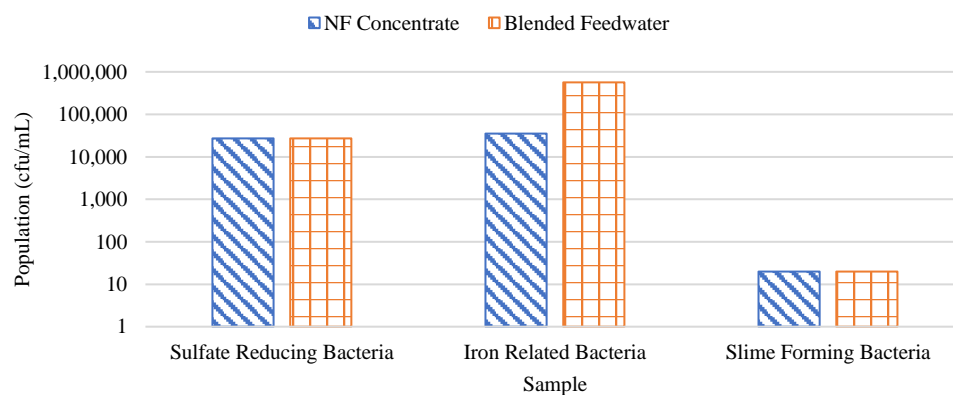 NF Concentrate Blended Feedwater
1,000,000
100,000
10,000
1,000
100
10
1
Population (cfu/mL)
Sulfate Reducing Bacteria Iron Related Bacteria Slime Forming Bacteria
Sample